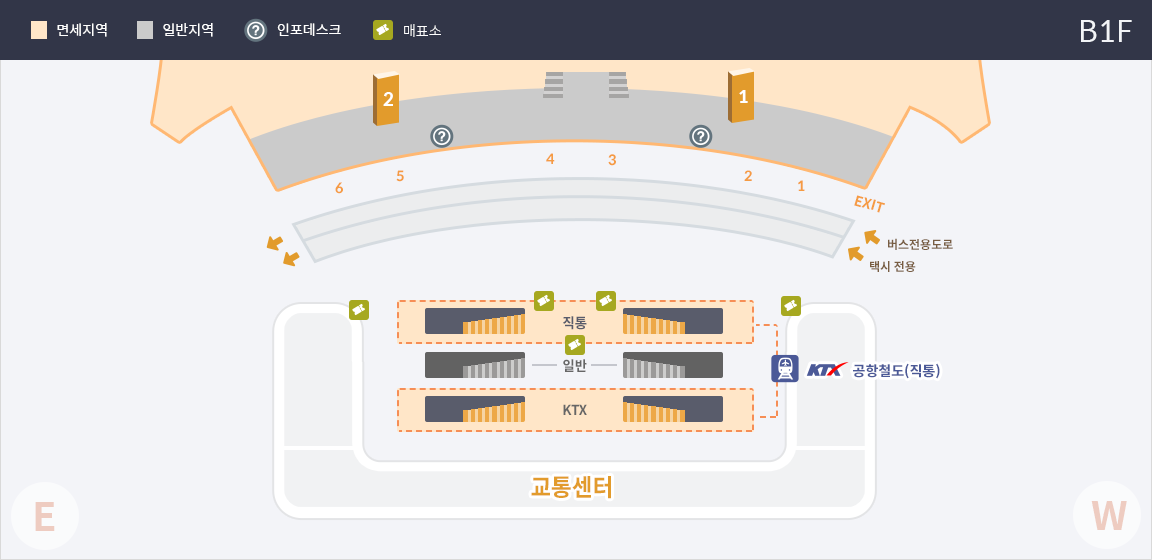 면세지역 일반지역 ? 인포데스크 매표소 B1F
2 1
? ?
6 5 4 3 2 1
EXIT
버스전용도로
택시 전용
직통
일반
KTX
KTX 공항철도(직통)
교통센터
E W